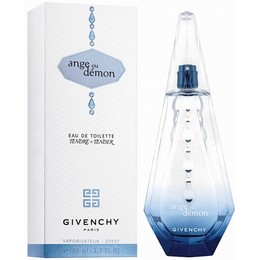 ange ou
démon
EAU DE TOILETTE
TENDRE — TENDER
GIVENCHY
PARIS
VAPORISATEUR / SPRAY
ange ou
démon
GIVENCHY